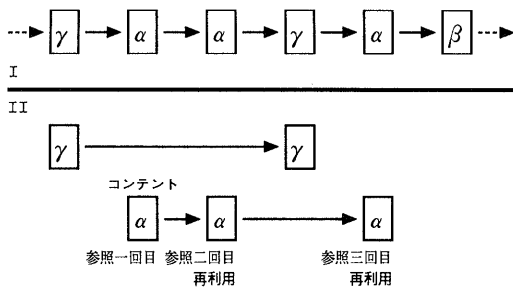 γ α α γ α β
I
II
γ γ
コンテント
α α α
参照一回目 参照二回目 参照三回目
再利用 再利用